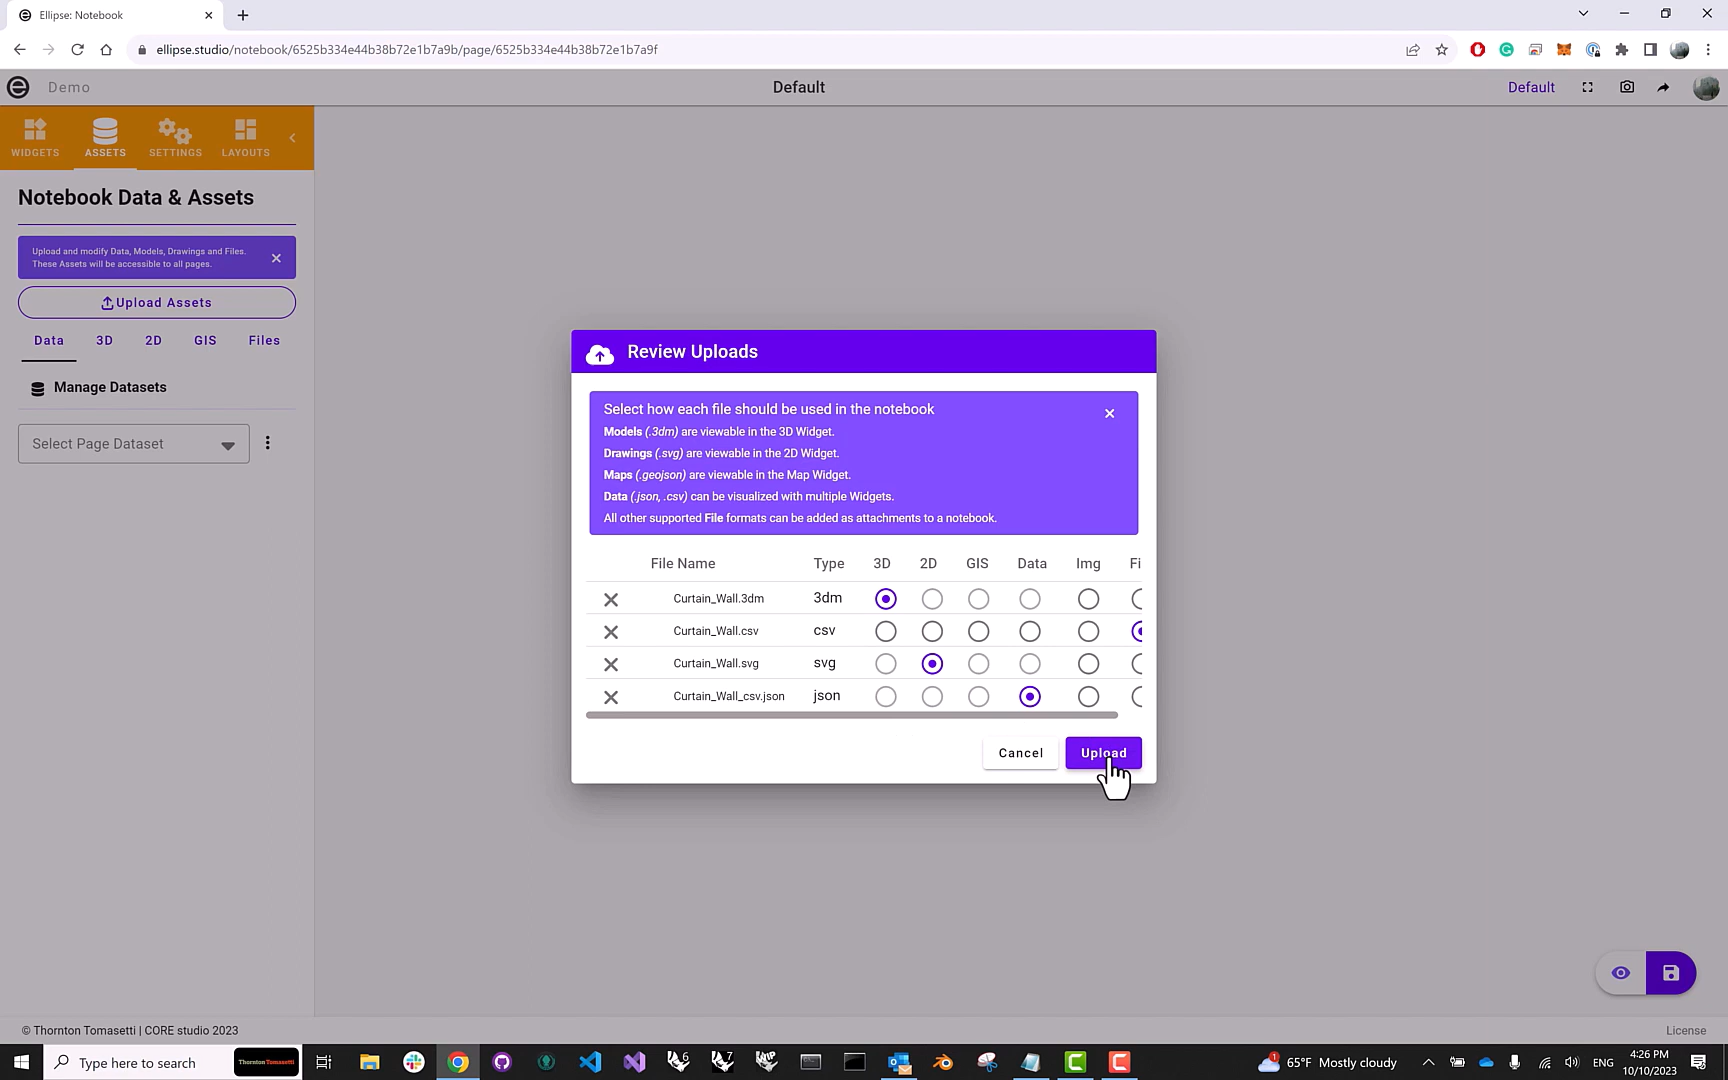 Ellipse: Notebook
ellipse.studio/notebook/6525b334e44b38b72e1b7a9b/page/6525b334e44b38b72e1b7a9f
Demo
Default
Default
WIDGETS
ASSETS
SETTINGS
LAYOUTS
Notebook Data & Assets
Upload and modify Data, Models, Drawings and Files.
These Assets will be accessible to all pages.
Upload Assets
Data 3D 2D GIS Files
Manage Datasets
Select Page Dataset
Review Uploads
Select how each file should be used in the notebook
Models (.3dm) are viewable in the 3D Widget.
Drawings (.svg) are viewable in the 2D Widget.
Maps (.geojson) are viewable in the Map Widget.
Data (.json, .csv) can be visualized with multiple Widgets.
All other supported File formats can be added as attachments to a notebook.
File Name Type 3D 2D GIS Data Img Fi
Curtain_Wall.3dm 3dm
Curtain_Wall.csv csv
Curtain_Wall.svg svg
Curtain_Wall_csv.json json
Cancel
Upload
© Thornton Tomasetti | CORE studio 2023
License
Type here to search
Thornton Tomasetti
6
7
1
65°F Mostly cloudy
ENG
4:26 PM
10/10/2023